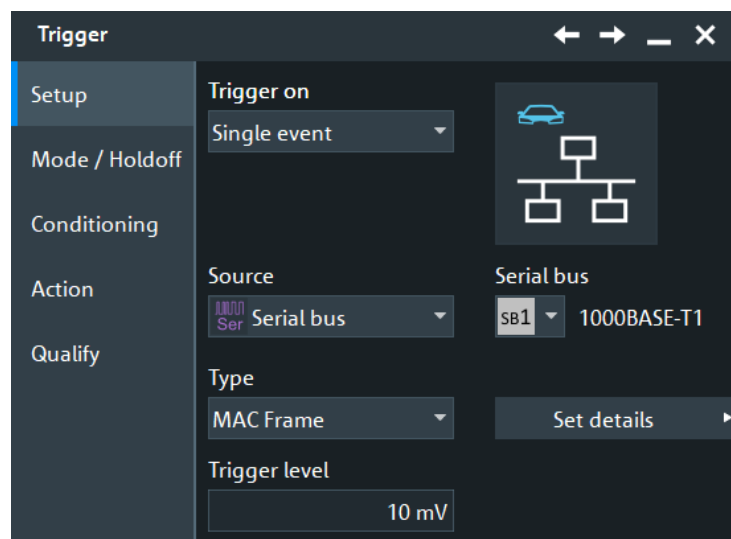 Trigger
Setup
Mode / Holdoff
Conditioning
Action
Qualify
Trigger on
Single event
Source
Ser Serial bus
Serial bus
SB1 1000BASE-T1
Type
MAC Frame
Set details
Trigger level
10 mV